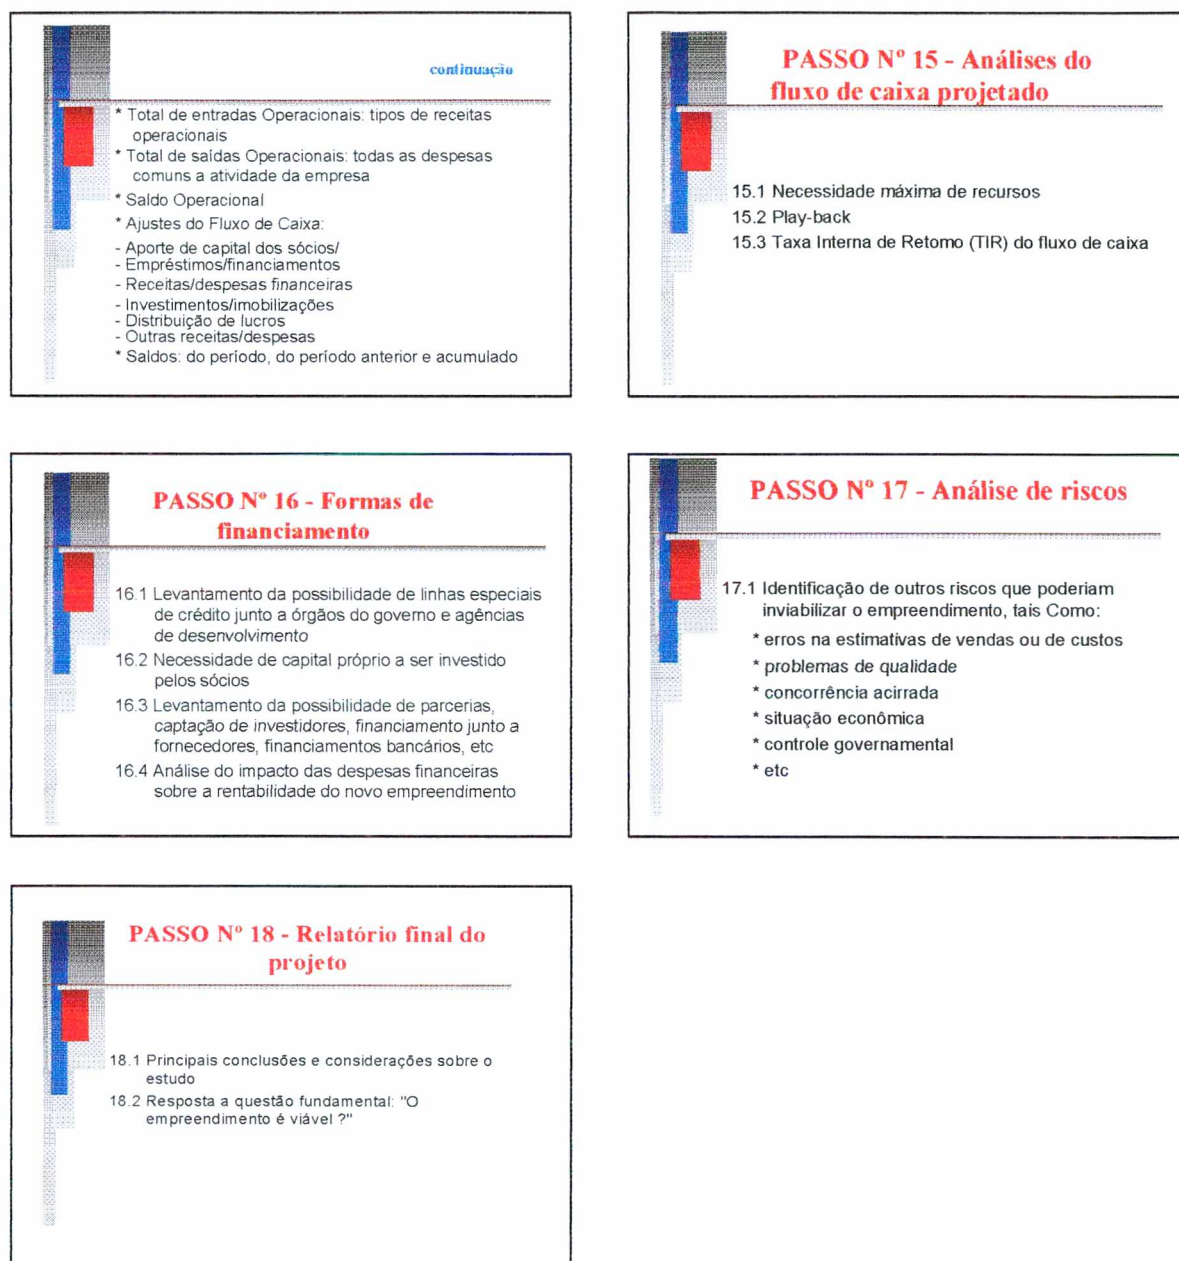 continuação
* Total de entradas Operacionais: tipos de receitas
operacionais
* Total de saídas Operacionais: todas as despesas
comuns a atividade da empresa
* Saldo Operacional
* Ajustes do Fluxo de Caixa:
- Aporte de capital dos sócios/
- Empréstimos/financiamentos
- Receitas/despesas financeiras
- Investimentos/imobilizações
- Distribuição de lucros
- Outras receitas/despesas
* Saldos: do período, do período anterior e acumulado
PASSO Nº 15 - Análises do
fluxo de caixa projetado
15.1 Necessidade máxima de recursos
15.2 Play-back
15.3 Taxa Interna de Retorno (TIR) do fluxo de caixa
PASSO Nº 16 - Formas de
financiamento
16.1 Levantamento da possibilidade de linhas especiais
de crédito junto a órgãos do governo e agências
de desenvolvimento
16.2 Necessidade de capital próprio a ser investido
pelos sócios
16.3 Levantamento da possibilidade de parcerias,
captação de investidores, financiamento junto a
fornecedores, financiamentos bancários, etc
16.4 Análise do impacto das despesas financeiras
sobre a rentabilidade do novo empreendimento
PASSO Nº 17 - Análise de riscos
17.1 Identificação de outros riscos que poderiam
inviabilizar o empreendimento, tais Como:
* erros na estimativas de vendas ou de custos
* problemas de qualidade
* concorrência acirrada
* situação econômica
* controle governamental
* etc
PASSO Nº 18 - Relatório final do
projeto
18.1 Principais conclusões e considerações sobre o
estudo
18.2 Resposta a questão fundamental: "O
empreendimento é viável ?"